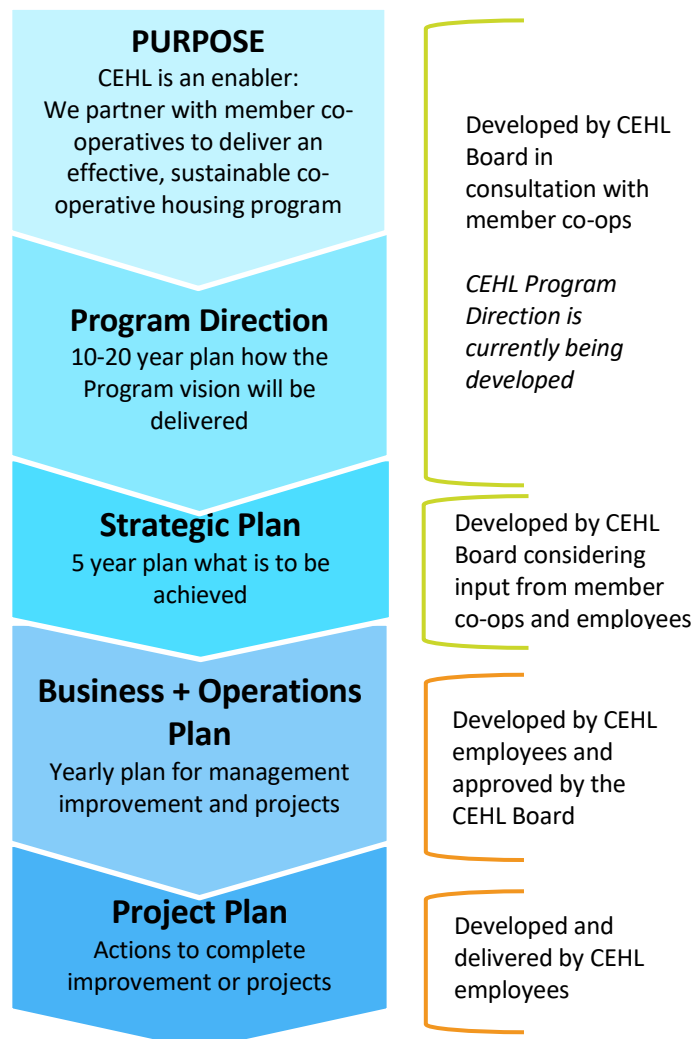 PURPOSE
CEHL is an enabler:
We partner with member co-
operatives to deliver an
effective, sustainable co-
operative housing program
Developed by CEHL
Board in
consultation with
member co-ops
CEHL Program
Direction is
currently being
developed
Program Direction
10-20 year plan how the
Program vision will be
delivered
Strategic Plan
5 year plan what is to be
achieved
Developed by CEHL
Board considering
input from member
co-ops and employees
Business + Operations
Plan
Yearly plan for management
improvement and projects
Developed by CEHL
employees and
approved by the
CEHL Board
Project Plan
Actions to complete
improvement or projects
Developed and
delivered by CEHL
employees